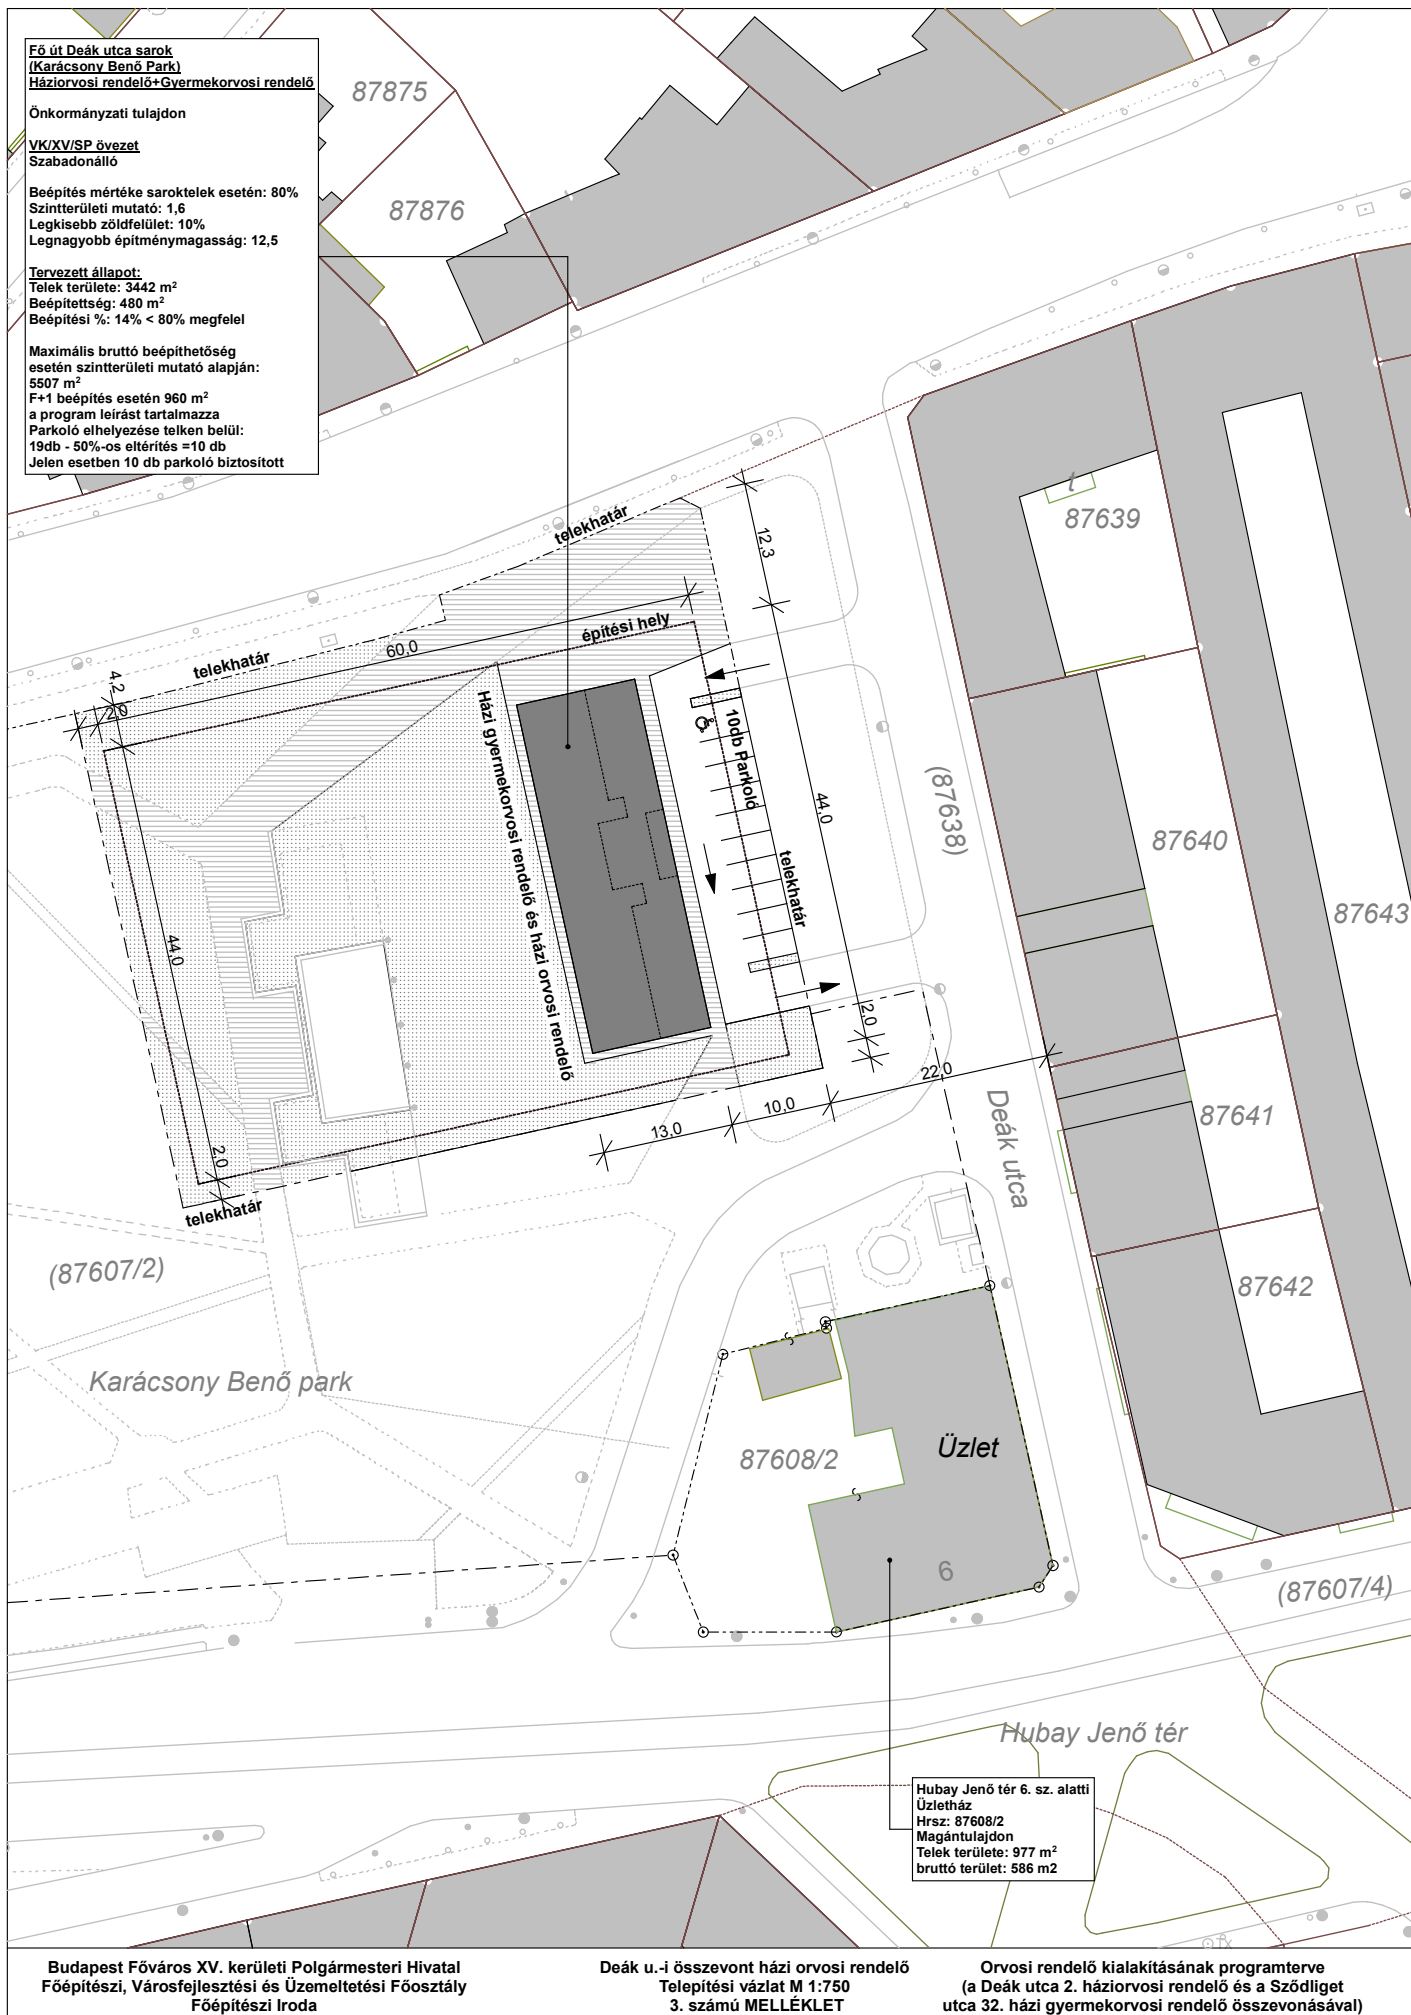 Fő út Deák utca sarok
(Karácsony Benő Park)
Háziorvosi rendelő+Gyermekorvosi rendelő
Önkormányzati tulajdon
VK/XV/SP övezet
Szabadonálló
Beépítés mértéke saroktelek esetén: 80%
Szintterületi mutató: 1,6
Legkisebb zöldfelület: 10%
Legnagyobb építménymagasság: 12,5
Tervezett állapot:
Telek területe: 3442 m²
Beépítettség: 480 m²
Beépítési %: 14% < 80% megfelel
Maximális bruttó beépíthetőség
esetén szintterületi mutató alapján:
5507 m²
F+1 beépítés esetén 960 m²
a program leírást tartalmazza
Parkoló elhelyezése telken belül:
19db - 50%-os eltérítés =10 db
Jelen esetben 10 db parkoló biztosított
87875
87876
t
87639
telekhatár
12,3
építési hely
60,0
telekhatár
4,2
2,0
Házi gyermekorvosi rendelő és házi orvosi rendelő
10db Parkoló
44,0
(87638)
87640
telekhatár
87643
44,0
2,0
22,0
10,0
13,0
Deák utca
87641
2,0
telekhatár
(87607/2)
87642
Karácsony Benő park
87608/2
Üzlet
6
(87607/4)
Hubay Jenő tér
Hubay Jenő tér 6. sz. alatti
Üzletház
Hrsz: 87608/2
Magántulajdon
Telek területe: 977 m²
bruttó terület: 586 m2
Budapest Főváros XV. kerületi Polgármesteri Hivatal
Főépítészi, Városfejlesztési és Üzemeltetési Főosztály
Főépítészi Iroda
Deák u.-i összevont házi orvosi rendelő
Telepítési vázlat M 1:750
3. számú MELLÉKLET
Orvosi rendelő kialakításának programterve
(a Deák utca 2. háziorvosi rendelő és a Sződliget
utca 32. házi gyermekorvosi rendelő összevonásával)